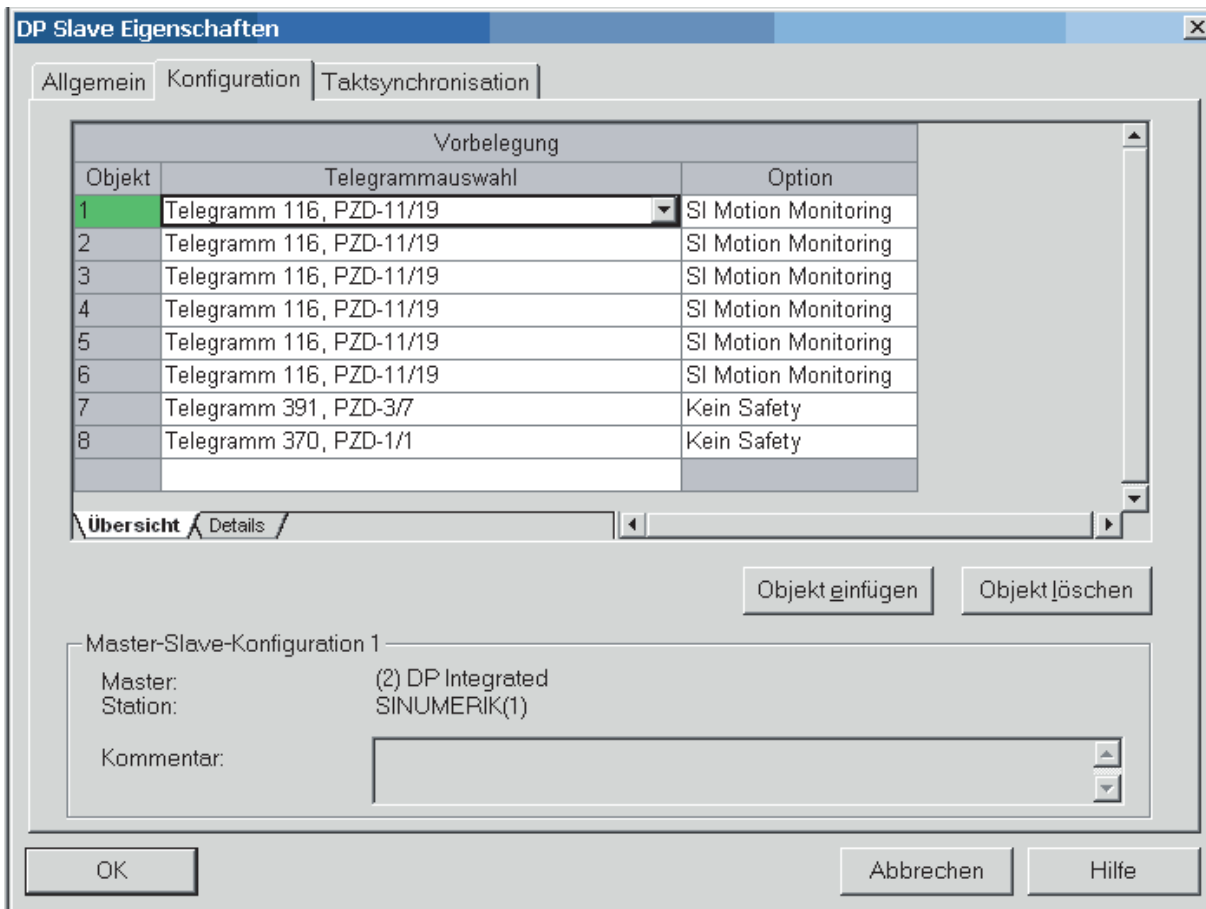 DP Slave Eigenschaften
Allgemein Konfiguration Taktsynchronisation
Vorbelegung
Objekt Telegrammauswahl Option
1 Telegramm 116, PZD-11/19 SI Motion Monitoring
2 Telegramm 116, PZD-11/19 SI Motion Monitoring
3 Telegramm 116, PZD-11/19 SI Motion Monitoring
4 Telegramm 116, PZD-11/19 SI Motion Monitoring
5 Telegramm 116, PZD-11/19 SI Motion Monitoring
6 Telegramm 116, PZD-11/19 SI Motion Monitoring
7 Telegramm 391, PZD-3/7 Kein Safety
8 Telegramm 370, PZD-1/1 Kein Safety
Übersicht Details
Objekt einfügen Objekt löschen
Master-Slave-Konfiguration 1
Master: (2) DP Integrated
Station: SINUMERIK(1)
Kommentar:
OK Abbrechen Hilfe